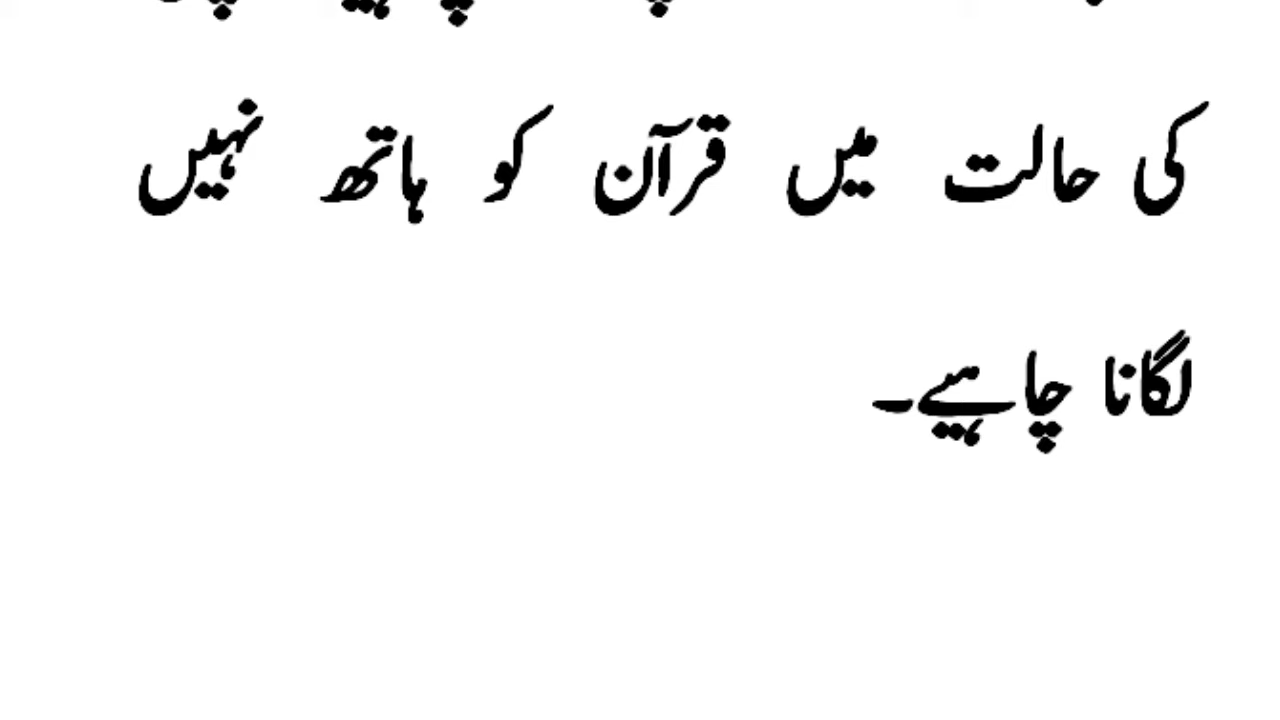 کی حالت میں قرآن کو ہاتھ نہیں
لگانا چاہیے۔